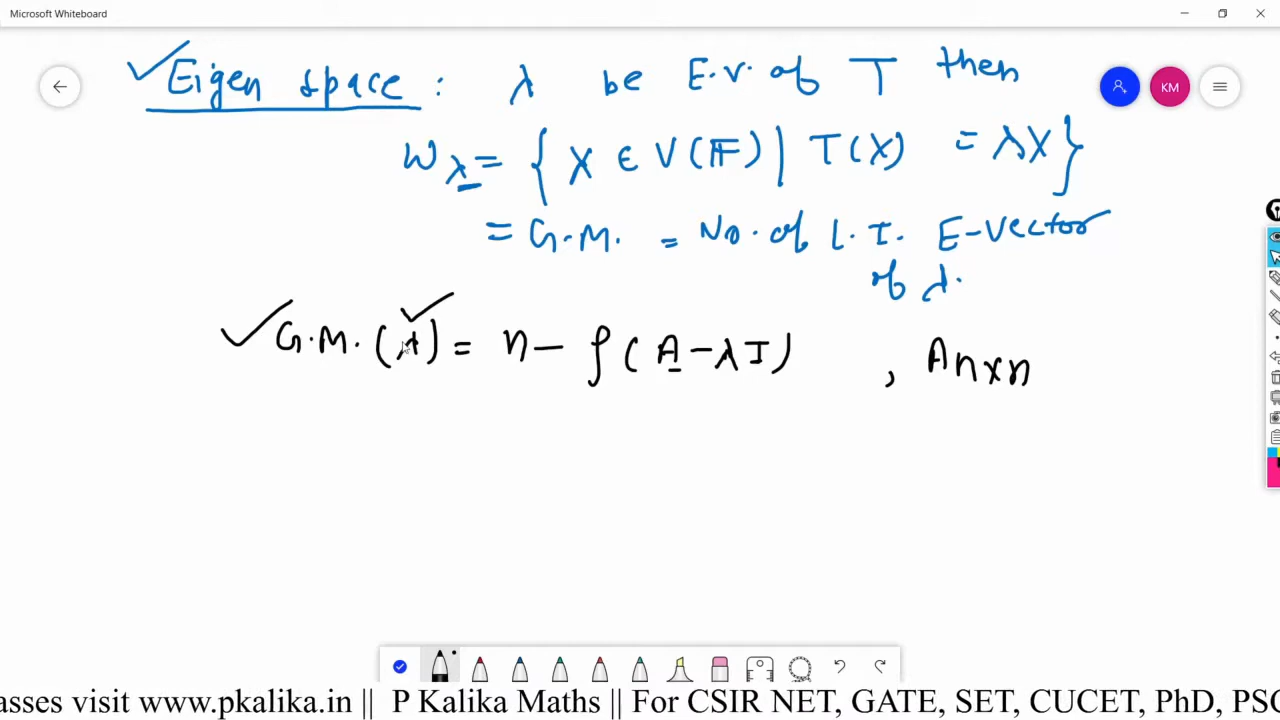 Microsoft Whiteboard
Eigen space : λ be E.v. of T then
KM
W_λ = { X ∈ V(F) | T(X) = λX }
= G.M. = No. of L.I. E-vector
of λ.
G.M.(λ) = n - ρ(A - λI) , A n×n
asses visit www.pkalika.in || P Kalika Maths || For CSIR NET, GATE, SET, CUCET, PhD, PSC